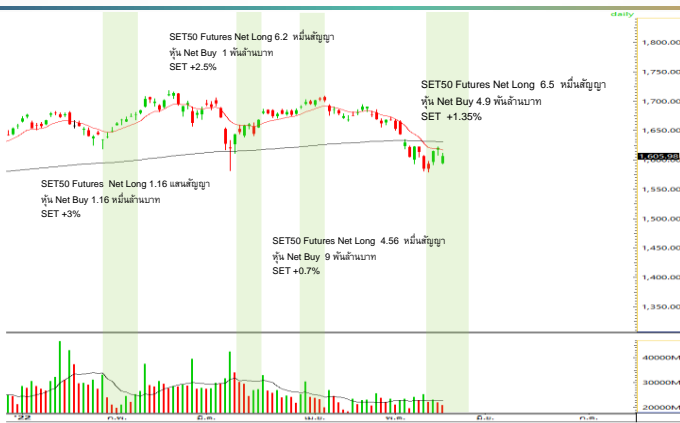 daily
SET50 Futures Net Long 6.2 หมื่นสัญญา
หุ้น Net Buy 1 พันล้านบาท
SET +2.5%
SET50 Futures Net Long 6.5 หมื่นสัญญา
หุ้น Net Buy 4.9 พันล้านบาท
SET +1.35%
SET50 Futures Net Long 1.16 แสนสัญญา
หุ้น Net Buy 1.16 หมื่นล้านบาท
SET +3%
SET50 Futures Net Long 4.56 หมื่นสัญญา
หุ้น Net Buy 9 พันล้านบาท
SET +0.7%
1,800.00
1,750.00
1,700.00
1,650.00
1,605.98
1,550.00
1,500.00
1,450.00
1,400.00
1,350.00
40000M
30000M
20000M
'22 ก.พ. มี.ค. เม.ย. พ.ค. มิ.ย. ก.ค.